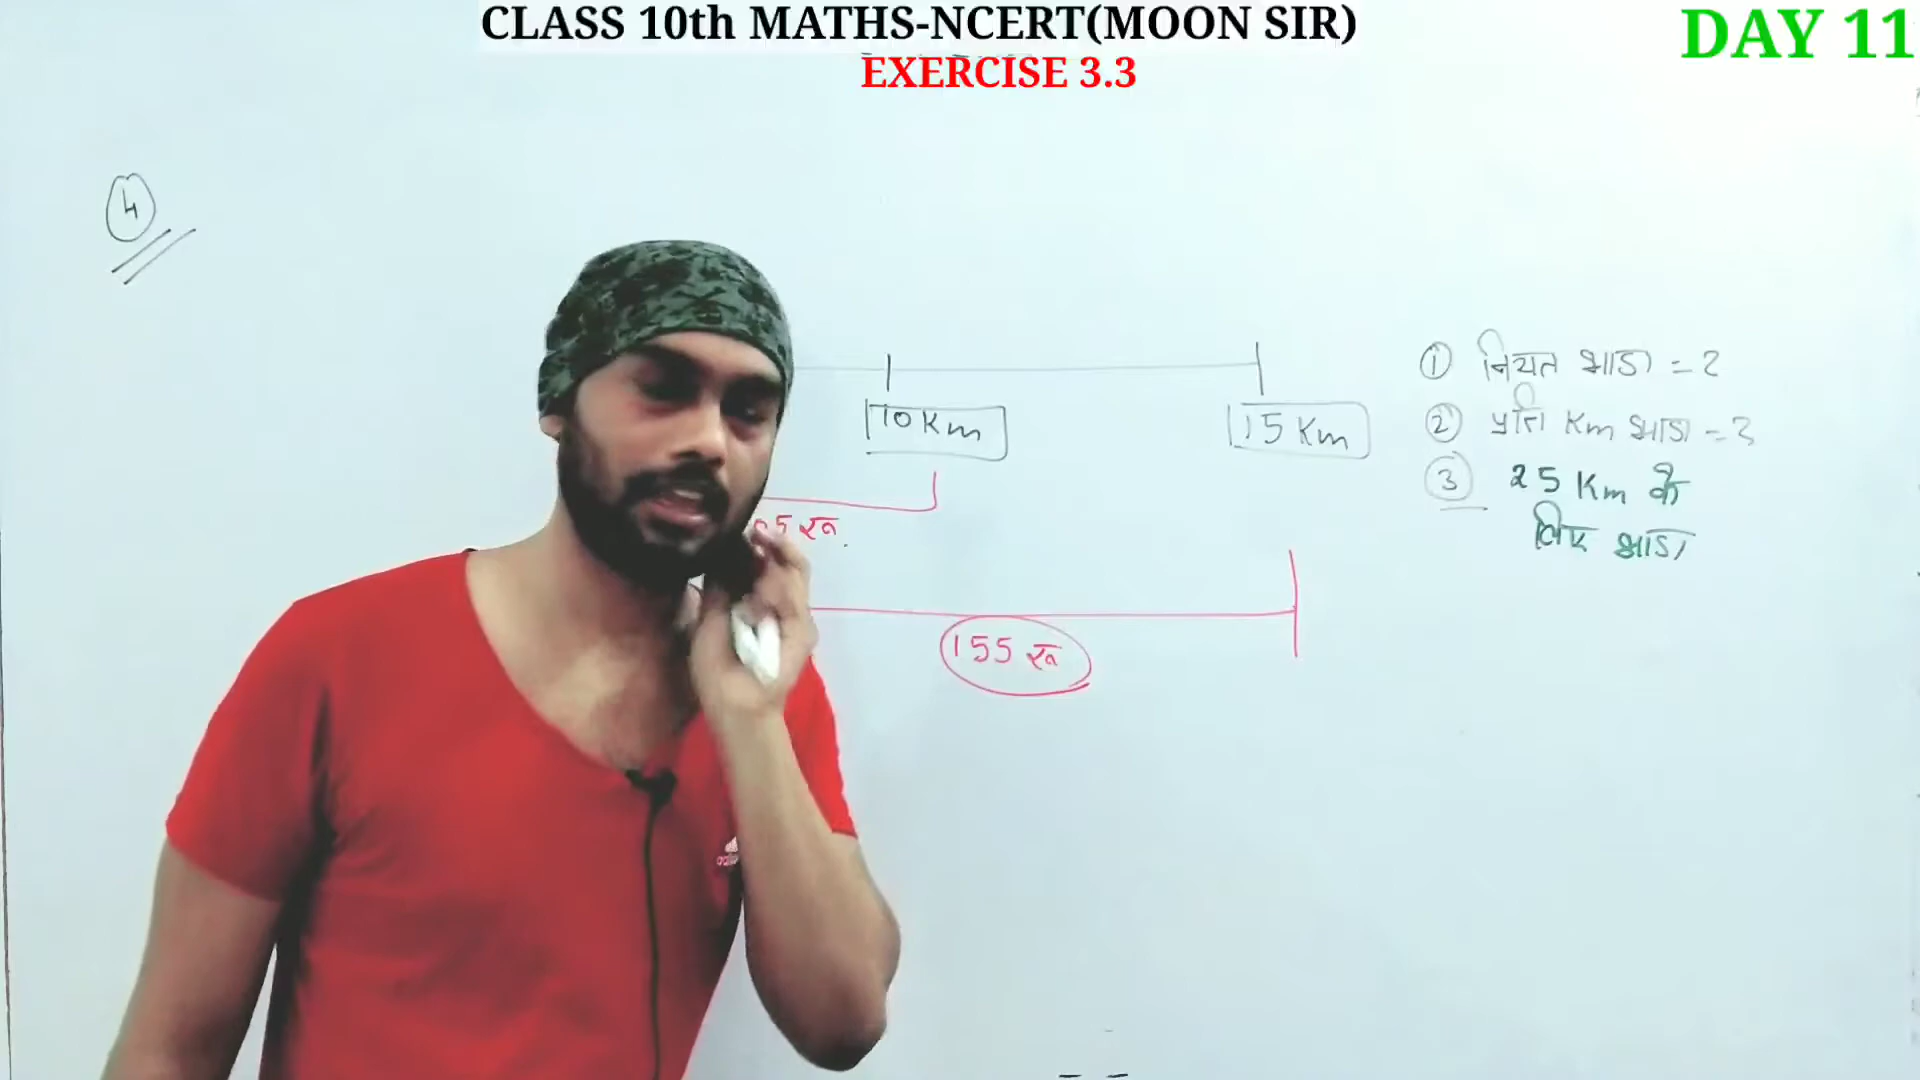 CLASS 10th MATHS-NCERT(MOON SIR)
DAY 11
EXERCISE 3.3
4
10 Km
15 Km
5 रू.
155 रू
① नियत भाडा = ?
② प्रति Km भाडा = ?
③ 25 Km के
लिए भाडा